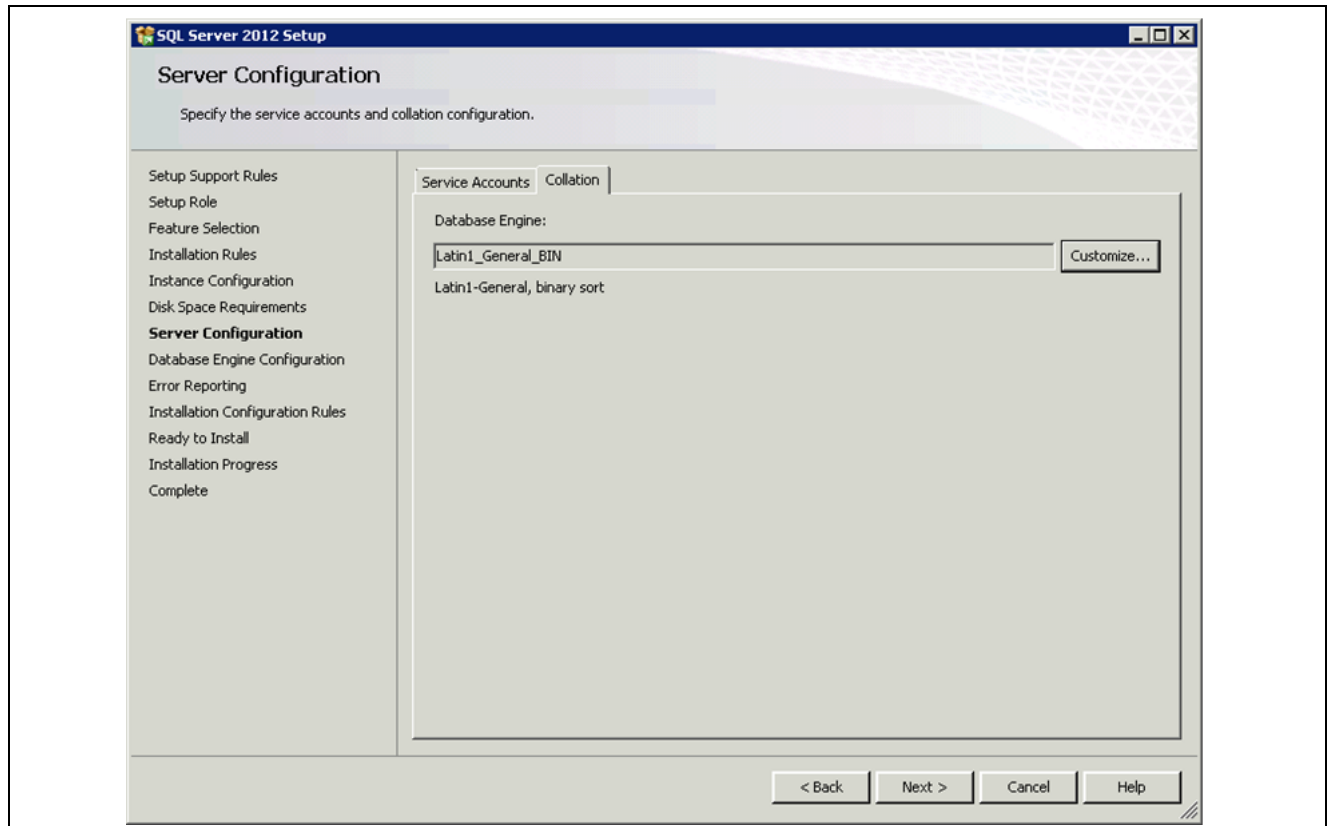 SQL Server 2012 Setup
Server Configuration
Specify the service accounts and collation configuration.
Setup Support Rules
Setup Role
Feature Selection
Installation Rules
Instance Configuration
Disk Space Requirements
Server Configuration
Database Engine Configuration
Error Reporting
Installation Configuration Rules
Ready to Install
Installation Progress
Complete
Service Accounts Collation
Database Engine:
Latin1_General_BIN Customize...
Latin1-General, binary sort
< Back Next > Cancel Help